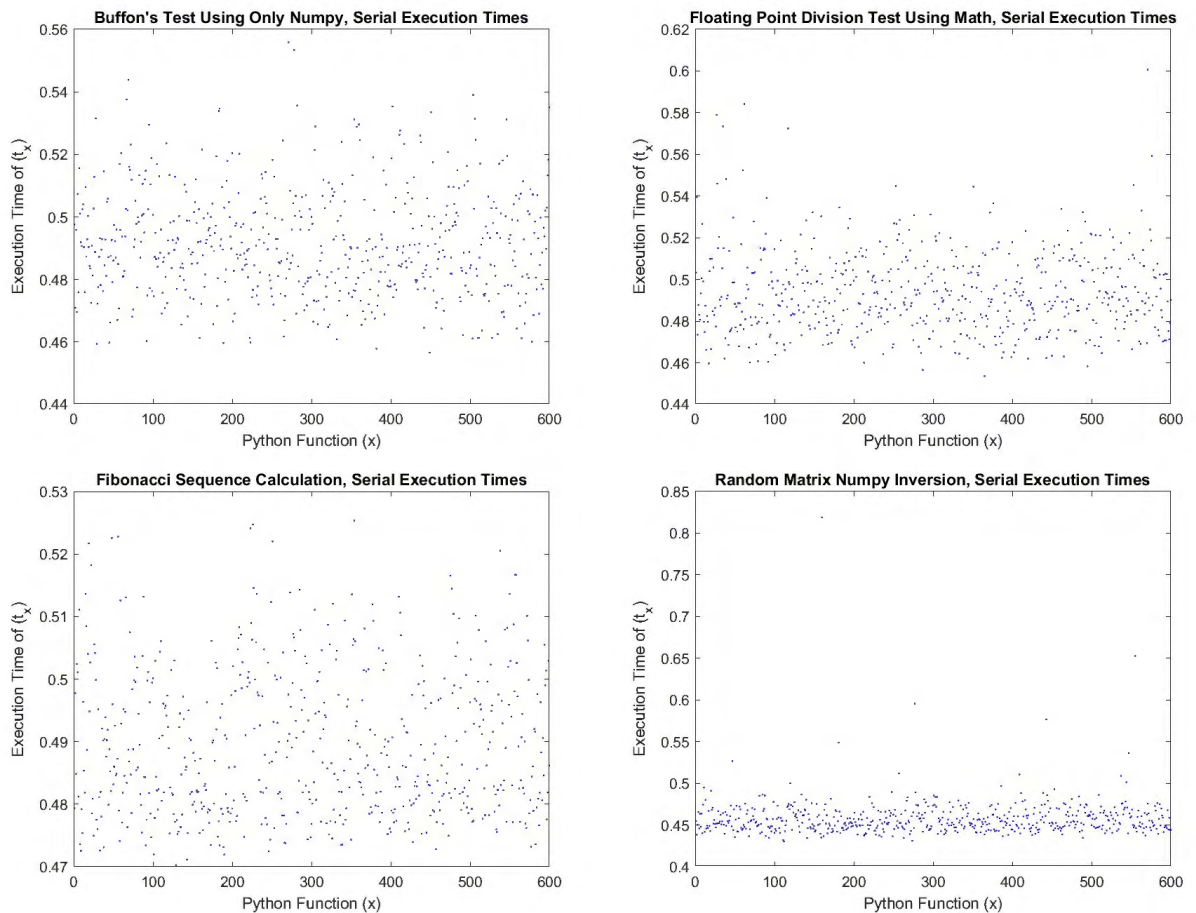 Buffon's Test Using Only Numpy, Serial Execution Times
0.56
0.54
0.52
0.5
0.48
0.46
0.44
Execution Time of (t_x)
0 100 200 300 400 500 600
Python Function (x)
Floating Point Division Test Using Math, Serial Execution Times
0.62
0.6
0.58
0.56
0.54
0.52
0.5
0.48
0.46
0.44
Execution Time of (t_x)
0 100 200 300 400 500 600
Python Function (x)
Fibonacci Sequence Calculation, Serial Execution Times
0.53
0.52
0.51
0.5
0.49
0.48
0.47
Execution Time of (t_x)
0 100 200 300 400 500 600
Python Function (x)
Random Matrix Numpy Inversion, Serial Execution Times
0.85
0.8
0.75
0.7
0.65
0.6
0.55
0.5
0.45
0.4
Execution Time of (t_x)
0 100 200 300 400 500 600
Python Function (x)